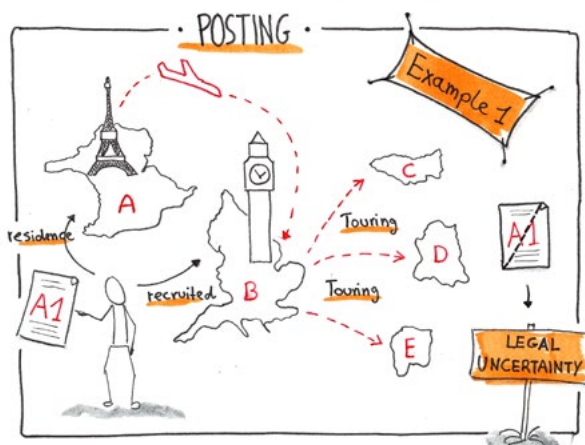 POSTING
Example 1
A
residence
A1
recruited
B
Touring
Touring
C
D
E
A1
LEGAL
UNCERTAINTY